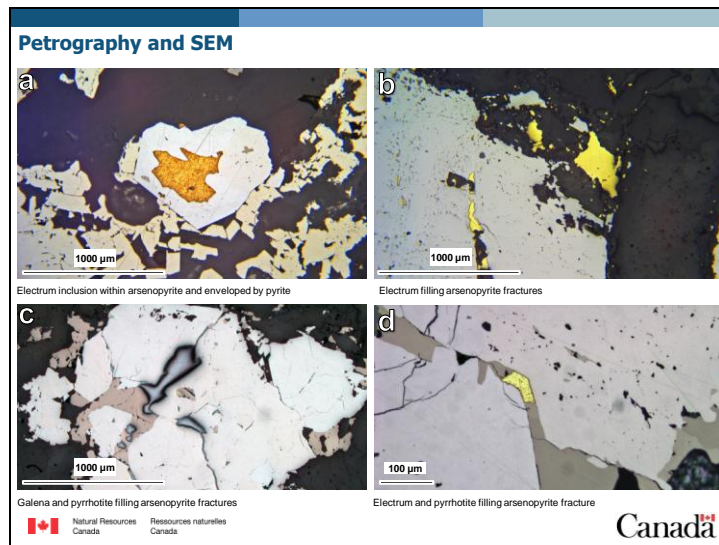 Petrography and SEM
a
1000 µm
Electrum inclusion within arsenopyrite and enveloped by pyrite
b
1000 µm
Electrum filling arsenopyrite fractures
c
1000 µm
Galena and pyrrhotite filling arsenopyrite fractures
d
100 µm
Electrum and pyrrhotite filling arsenopyrite fracture
Natural Resources Ressources naturelles
Canada Canada
Canada